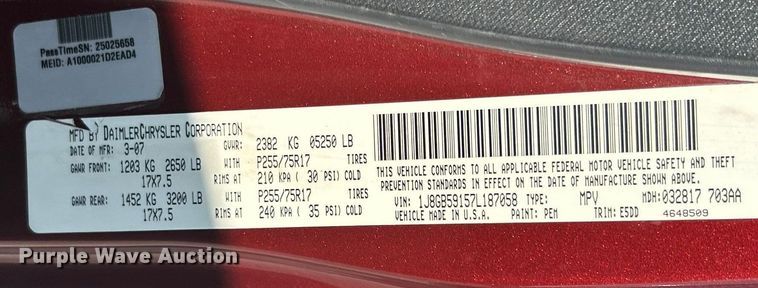 PassTimeSN: 25025658
MEID: A1000021D2EAD4
MFD BY DAIMLERCHRYSLER CORPORATION
DATE OF MFR: 3-07 GVWR: 2382 KG 05250 LB
GAWR FRONT: 1203 KG 2650 LB WITH P255/75R17 TIRES
17X7.5 RIMS AT 210 KPA ( 30 PSI) COLD
GAWR REAR: 1452 KG 3200 LB WITH P255/75R17 TIRES
17X7.5 RIMS AT 240 KPA ( 35 PSI) COLD
THIS VEHICLE CONFORMS TO ALL APPLICABLE FEDERAL MOTOR VEHICLE SAFETY AND THEFT
PREVENTION STANDARDS IN EFFECT ON THE DATE OF MANUFACTURE SHOWN ABOVE.
VIN: 1J8GB59157L187058 TYPE: MPV MDH: 032817 703AA
VEHICLE MADE IN U.S.A. PAINT: PEM TRIM: E5DD 4648509
Purple Wave Auction